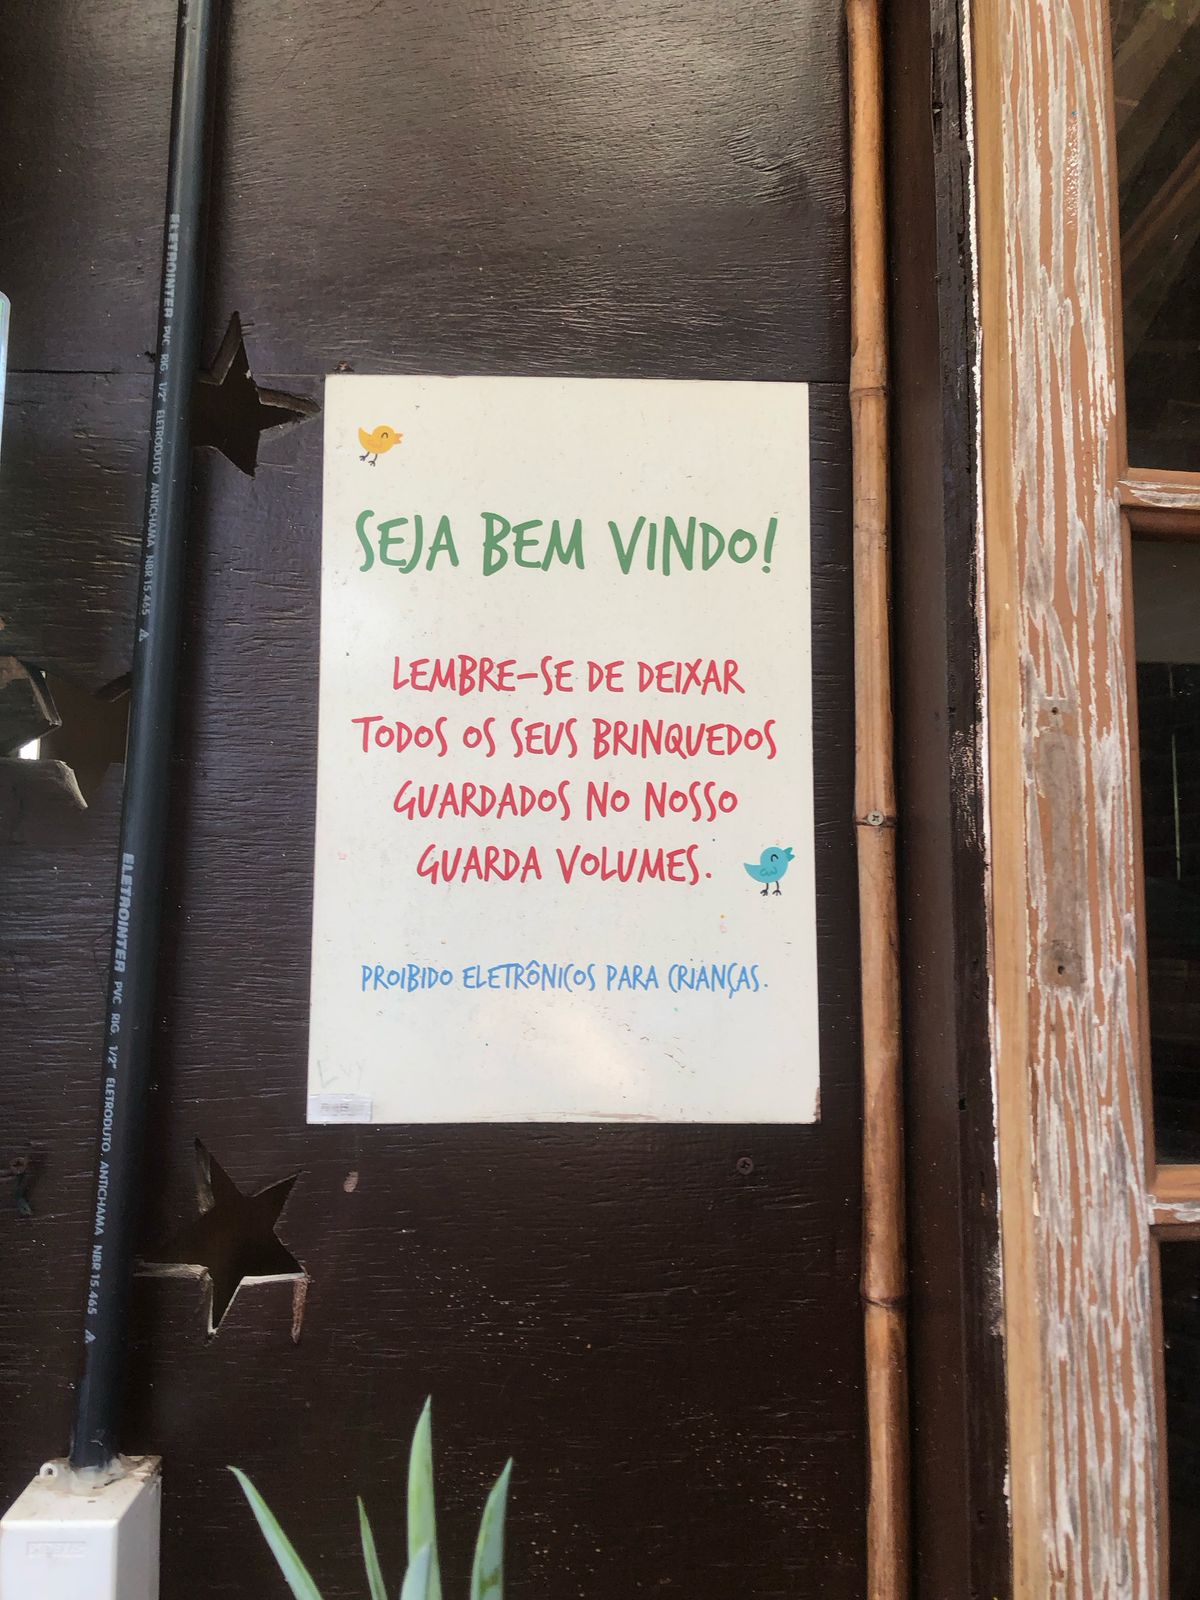 SEJA BEM VINDO!
LEMBRE-SE DE DEIXAR
TODOS OS SEUS BRINQUEDOS
GUARDADOS NO NOSSO
GUARDA VOLUMES.
PROIBIDO ELETRÔNICOS PARA CRIANÇAS.
Evy
ELETROINTER PVC RIG. 1/2" ELETRODUTO ANTICHAMA NBR 15.465
ELETROINTER PVC RIG. 1/2" ELETRODUTO ANTICHAMA NBR 15.465